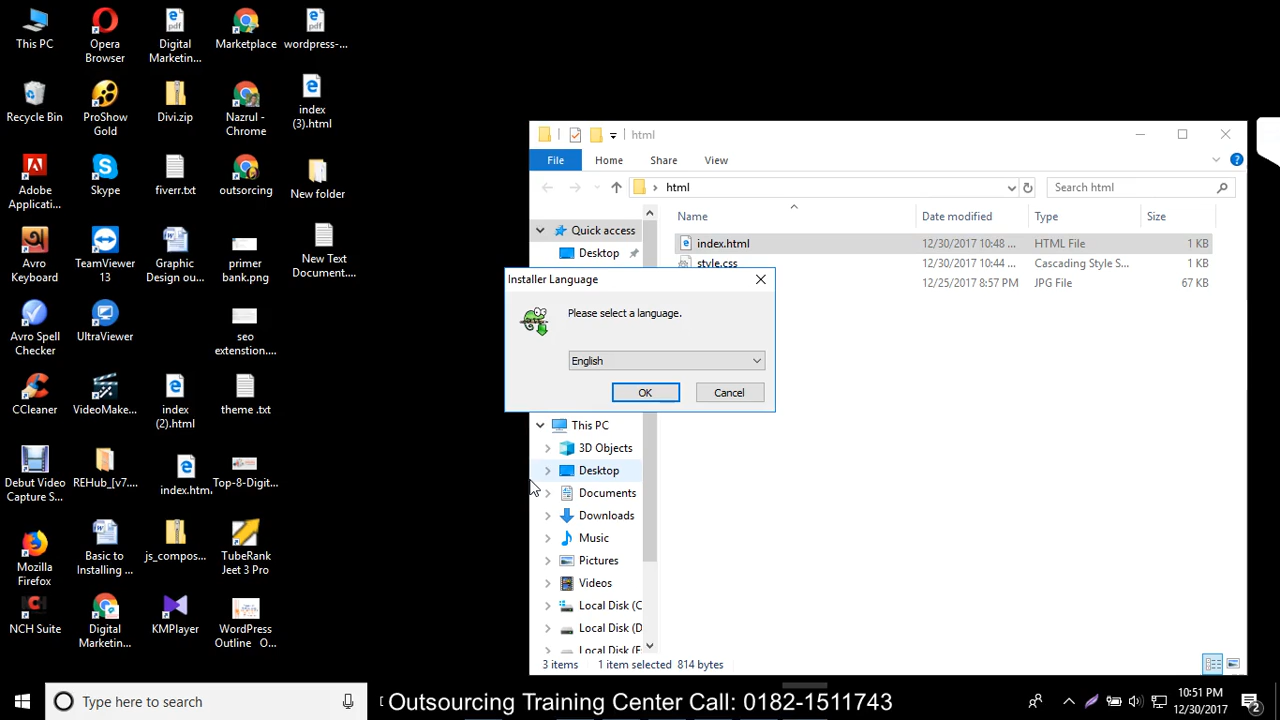 This PC
Opera
Browser
Digital
Marketin...
Marketplace
wordpress-...
Recycle Bin
ProShow
Gold
Divi.zip
Nazrul -
Chrome
index
(3).html
Adobe
Applicati...
Skype
fiverr.txt
outsorcing
New folder
Avro
Keyboard
TeamViewer
13
Graphic
Design ou...
primer
bank.png
New Text
Document....
Avro Spell
Checker
UltraViewer
seo
extenstion....
CCleaner
VideoMake...
index
(2).html
theme .txt
Debut Video
Capture S...
REHub_[v7....
index.htm
Top-8-Digit...
Mozilla
Firefox
Basic to
Installing ...
js_compos...
TubeRank
Jeet 3 Pro
NCH
NCH Suite
Digital
Marketin...
KMPlayer
WordPress
Outline O...
html
File Home Share View
html
Search html
Name Date modified Type Size
Quick access
Desktop
index.html 12/30/2017 10:48 ... HTML File 1 KB
style.css 12/30/2017 10:44 ... Cascading Style S... 1 KB
12/25/2017 8:57 PM JPG File 67 KB
Installer Language
Please select a language.
English
OK Cancel
This PC
3D Objects
Desktop
Documents
Downloads
Music
Pictures
Videos
Local Disk (C
Local Disk (D
Local Disk (E
3 items 1 item selected 814 bytes
Type here to search
Outsourcing Training Center Call: 0182-1511743
10:51 PM
12/30/2017
2